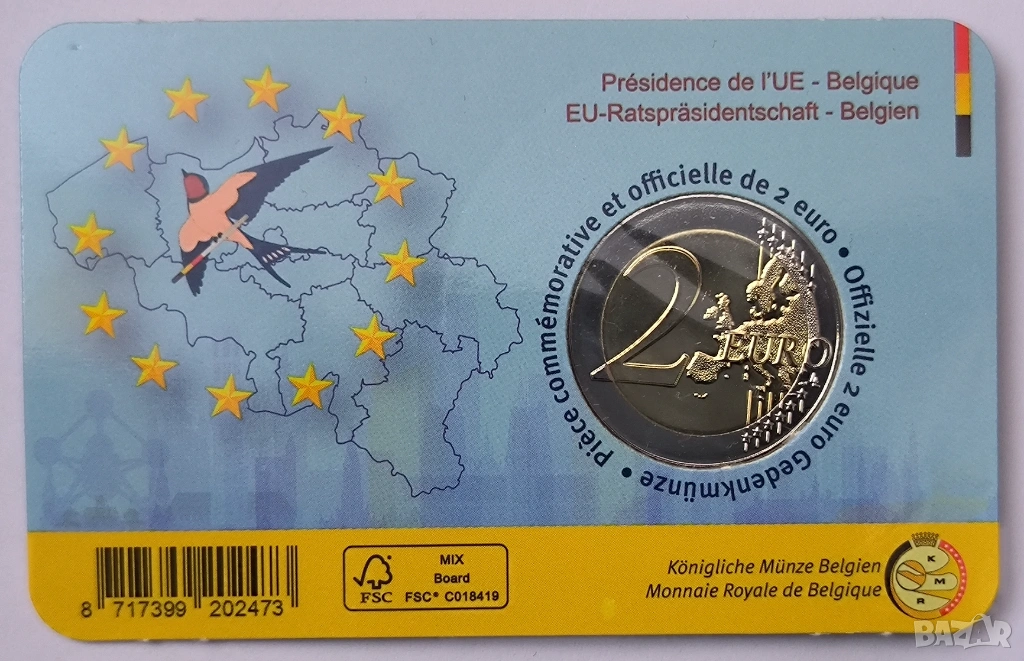 Présidence de l'UE - Belgique
EU-Ratspräsidentschaft - Belgien
Pièce commémorative et officielle de 2 euro • Offizielle 2 euro Gedenkmünze •
2 EURO
8 717399 202473
FSC
MIX
Board
FSC® C018419
Königliche Münze Belgien
Monnaie Royale de Belgique
K M R
BAZAR